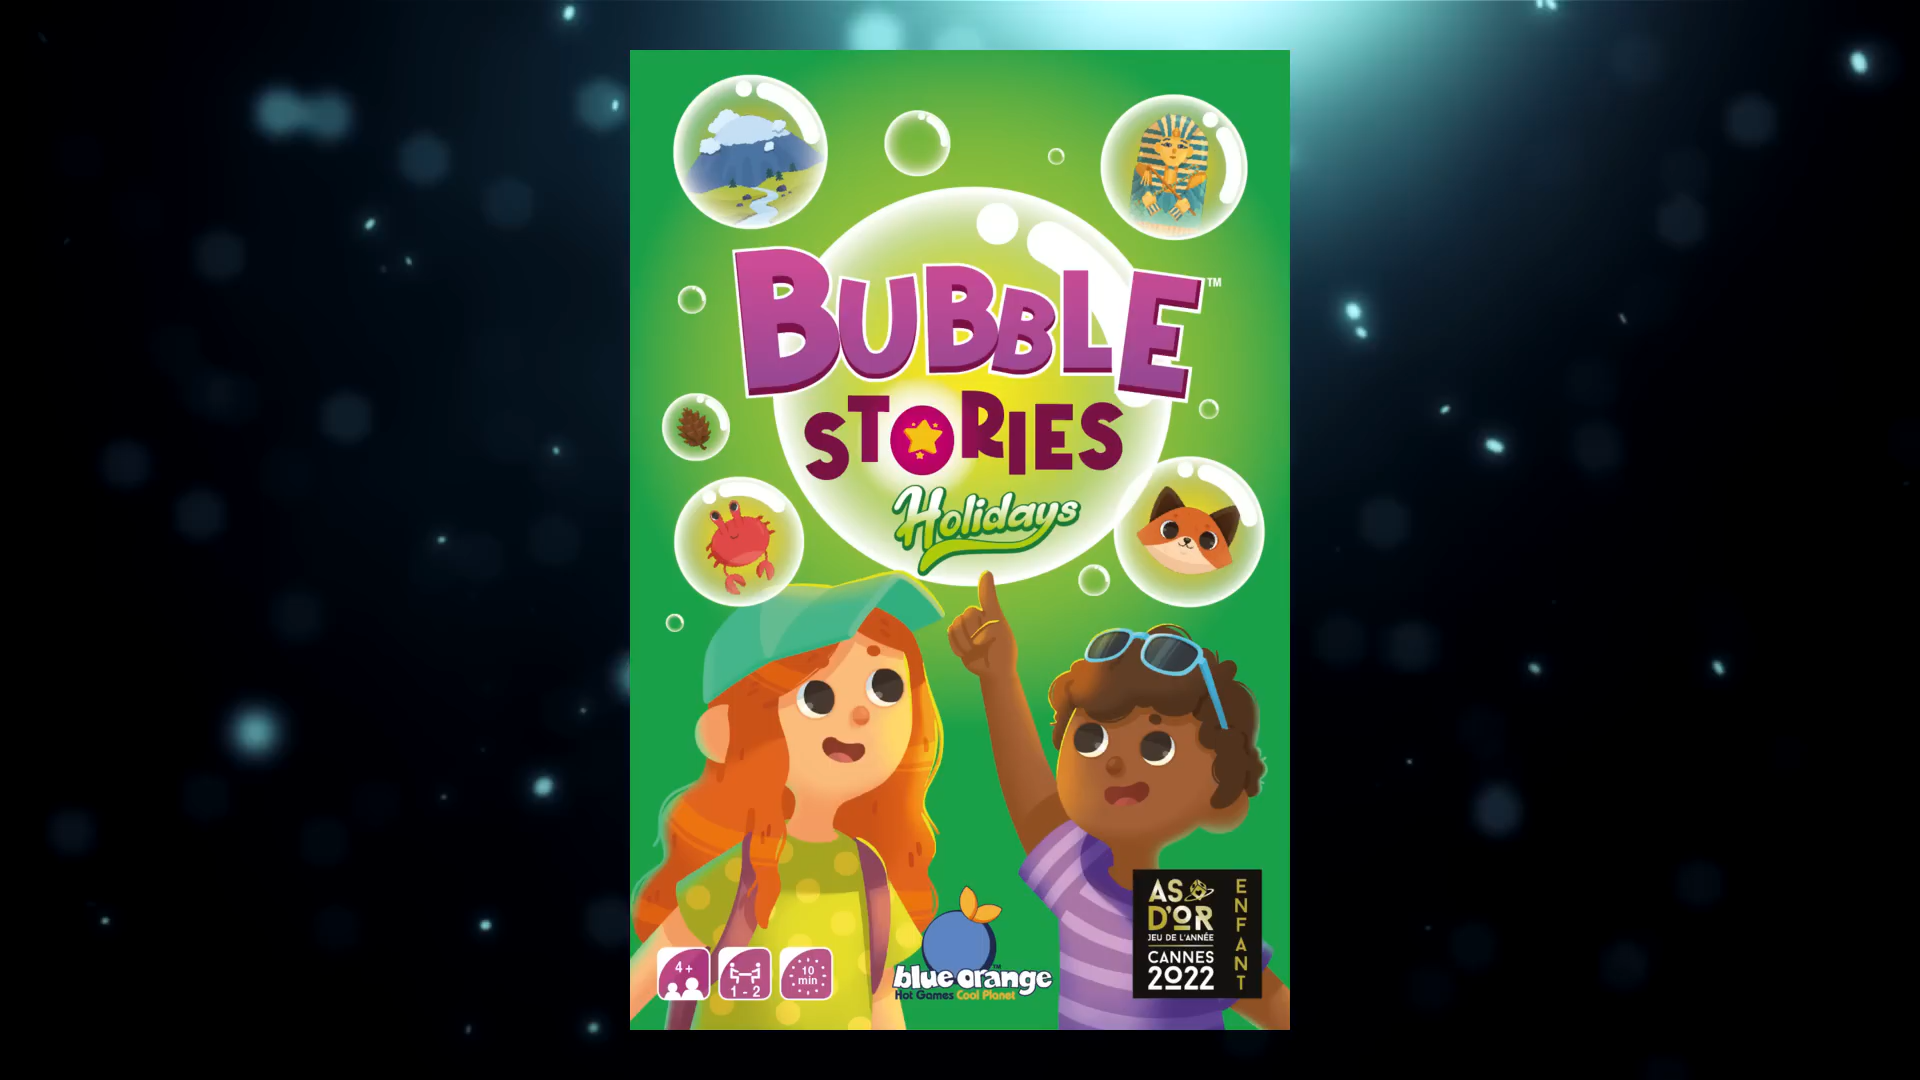 BUBBLE™
STORIES
Holidays
4+
1 - 2
10
min
blue orange™
Hot Games Cool Planet
AS
D'OR
JEU DE L'ANNÉE
CANNES
2022
ENFANT